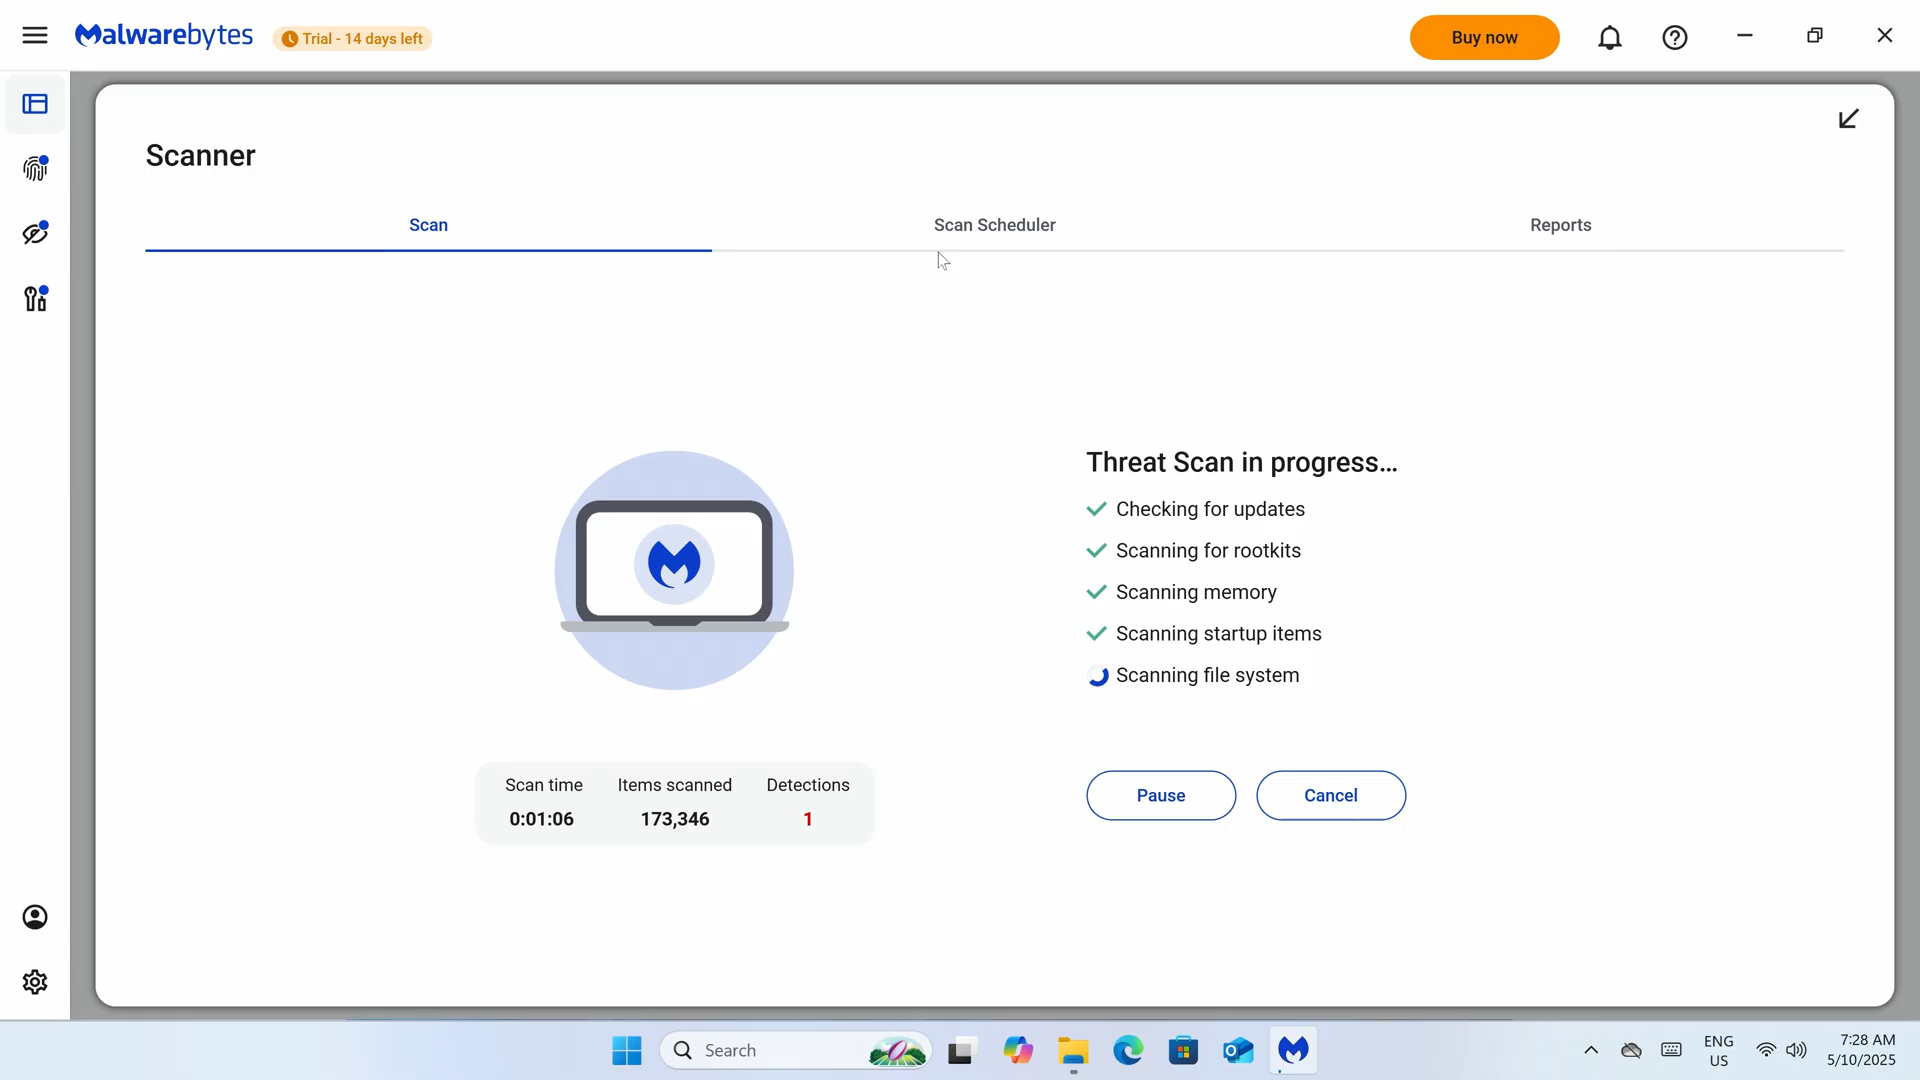 Malwarebytes
Trial - 14 days left
Buy now
Scanner
Scan
Scan Scheduler
Reports
Threat Scan in progress...
Checking for updates
Scanning for rootkits
Scanning memory
Scanning startup items
Scanning file system
Scan time
Items scanned
Detections
0:01:06
173,346
1
Pause
Cancel
Search
ENG
US
7:28 AM
5/10/2025